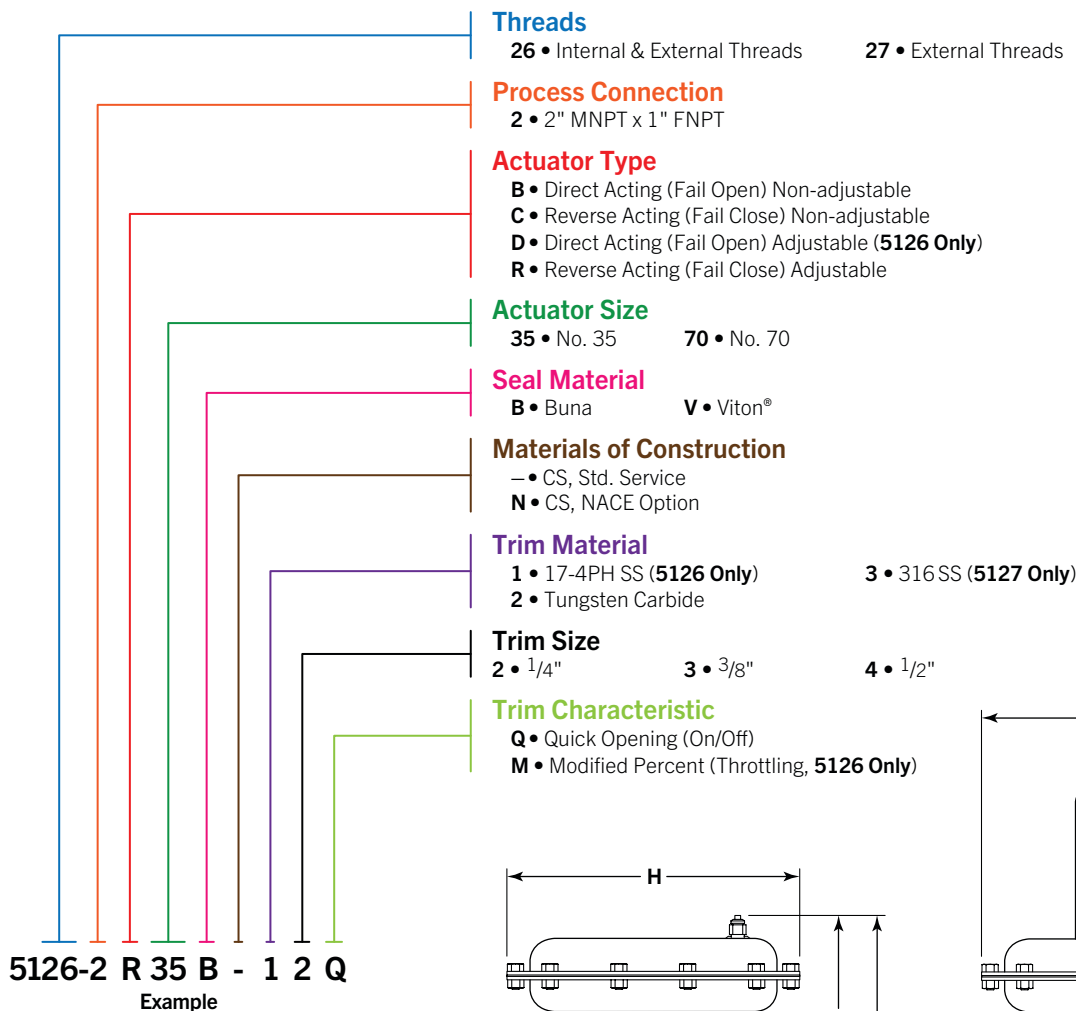 Threads
26 • Internal & External Threads 27 • External Threads
Process Connection
2 • 2" MNPT x 1" FNPT
Actuator Type
B • Direct Acting (Fail Open) Non-adjustable
C • Reverse Acting (Fail Close) Non-adjustable
D • Direct Acting (Fail Open) Adjustable (5126 Only)
R • Reverse Acting (Fail Close) Adjustable
Actuator Size
35 • No. 35 70 • No. 70
Seal Material
B • Buna V • Viton®
Materials of Construction
– • CS, Std. Service
N • CS, NACE Option
Trim Material
1 • 17-4PH SS (5126 Only) 3 • 316 SS (5127 Only)
2 • Tungsten Carbide
Trim Size
2 • 1/4" 3 • 3/8" 4 • 1/2"
Trim Characteristic
Q • Quick Opening (On/Off)
M • Modified Percent (Throttling, 5126 Only)
H
5126-2 R 35 B - 1 2 Q
Example